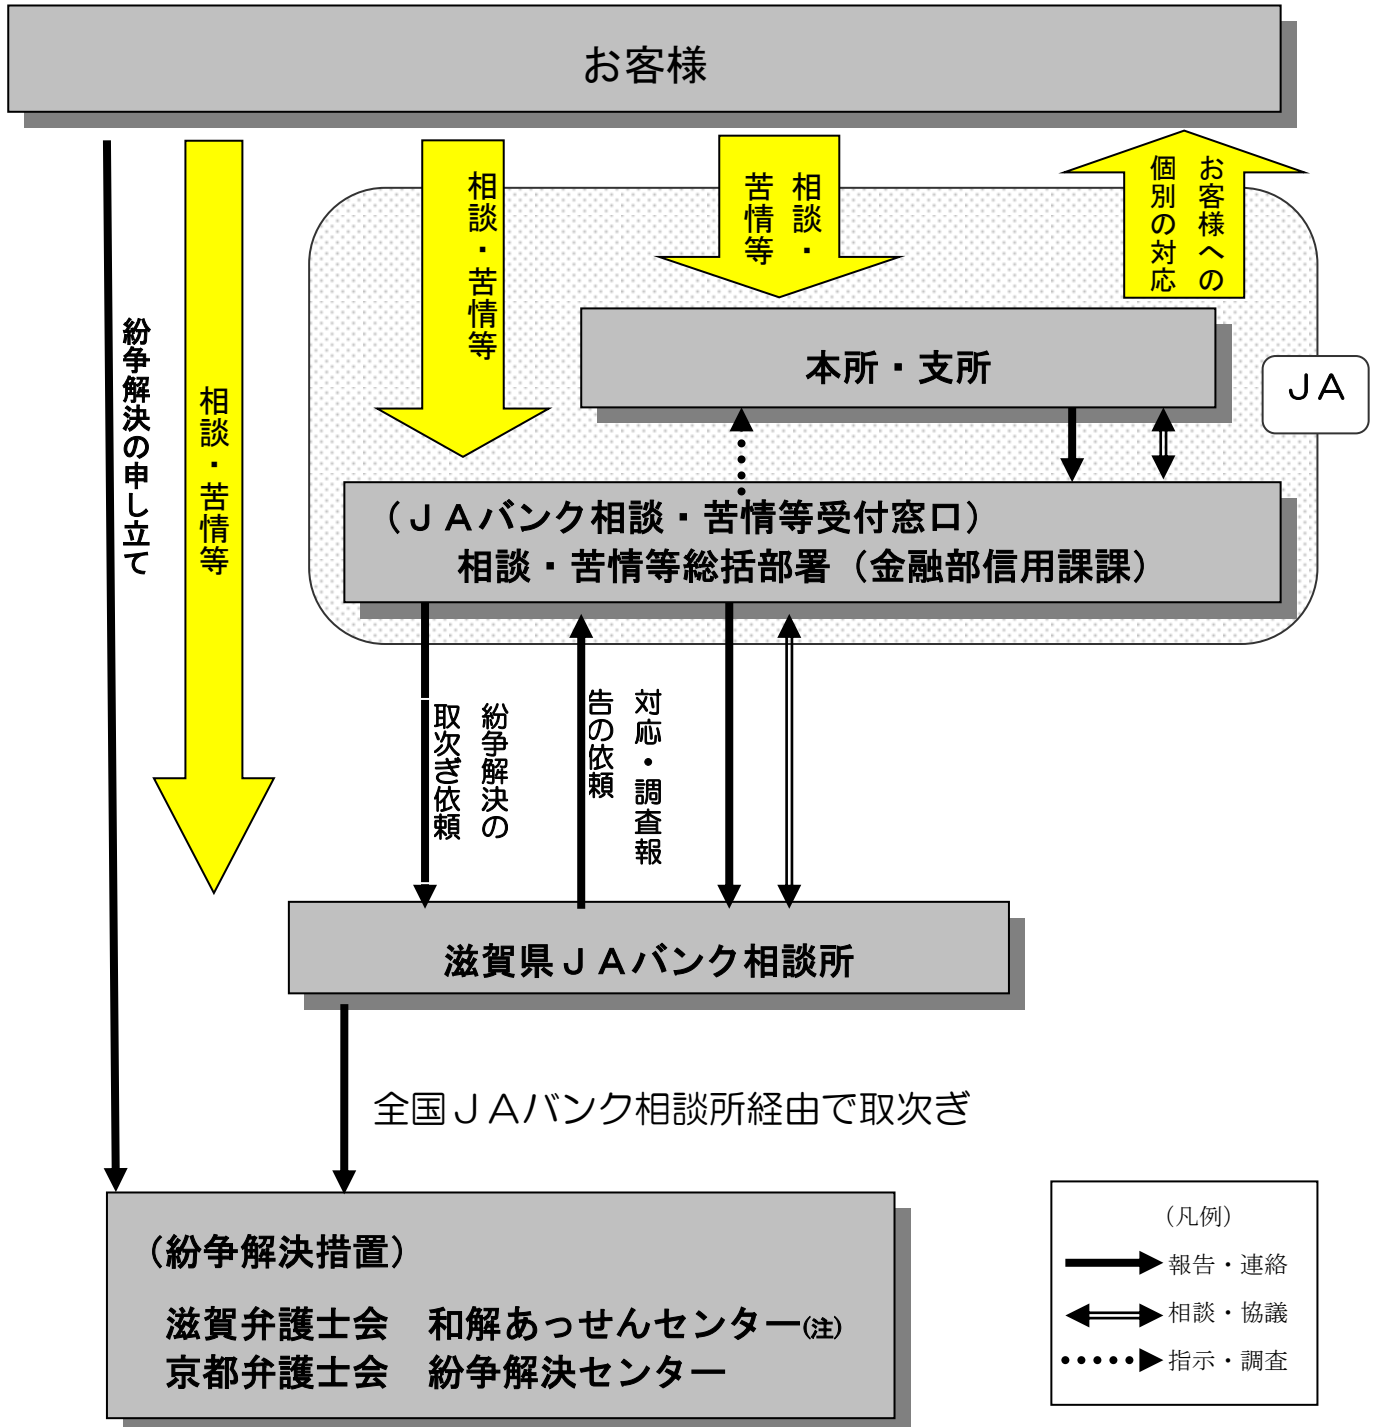 お客様
相談・苦情等
相談・
苦情等
お客様への
個別の対応
紛争解決の申し立て
相談・苦情等
本所・支所
ＪＡ
（ＪＡバンク相談・苦情等受付窓口）
相談・苦情等総括部署（金融部信用課課）
紛争解決の
取次ぎ依頼
対応・調査報
告の依頼
滋賀県ＪＡバンク相談所
全国ＪＡバンク相談所経由で取次ぎ
（紛争解決措置）
滋賀弁護士会　和解あっせんセンター(注)
京都弁護士会　紛争解決センター
（凡例）
報告・連絡
相談・協議
指示・調査